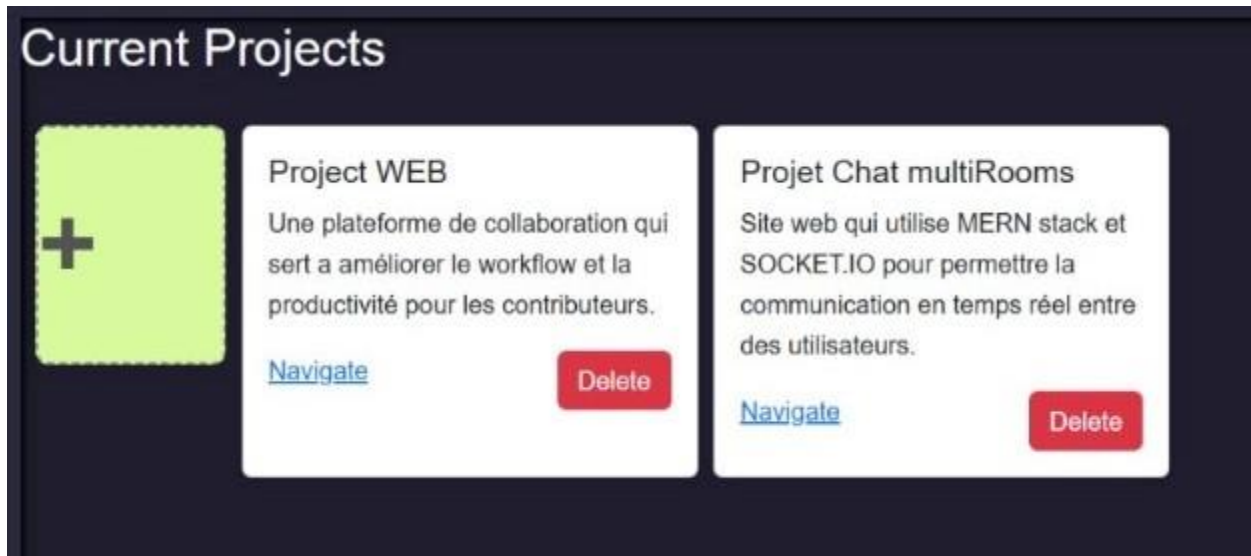 Current Projects
+
Project WEB
Une plateforme de collaboration qui
sert a améliorer le workflow et la
productivité pour les contributeurs.
Navigate
Delete
Projet Chat multiRooms
Site web qui utilise MERN stack et
SOCKET.IO pour permettre la
communication en temps réel entre
des utilisateurs.
Navigate
Delete